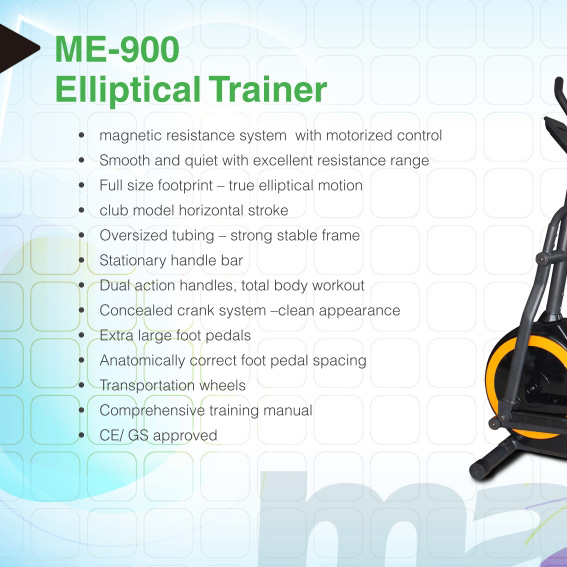 ME-900
Elliptical Trainer
• magnetic resistance system with motorized control
• Smooth and quiet with excellent resistance range
• Full size footprint – true elliptical motion
• club model horizontal stroke
• Oversized tubing – strong stable frame
• Stationary handle bar
• Dual action handles, total body workout
• Concealed crank system –clean appearance
• Extra large foot pedals
• Anatomically correct foot pedal spacing
• Transportation wheels
• Comprehensive training manual
• CE/ GS approved
ma